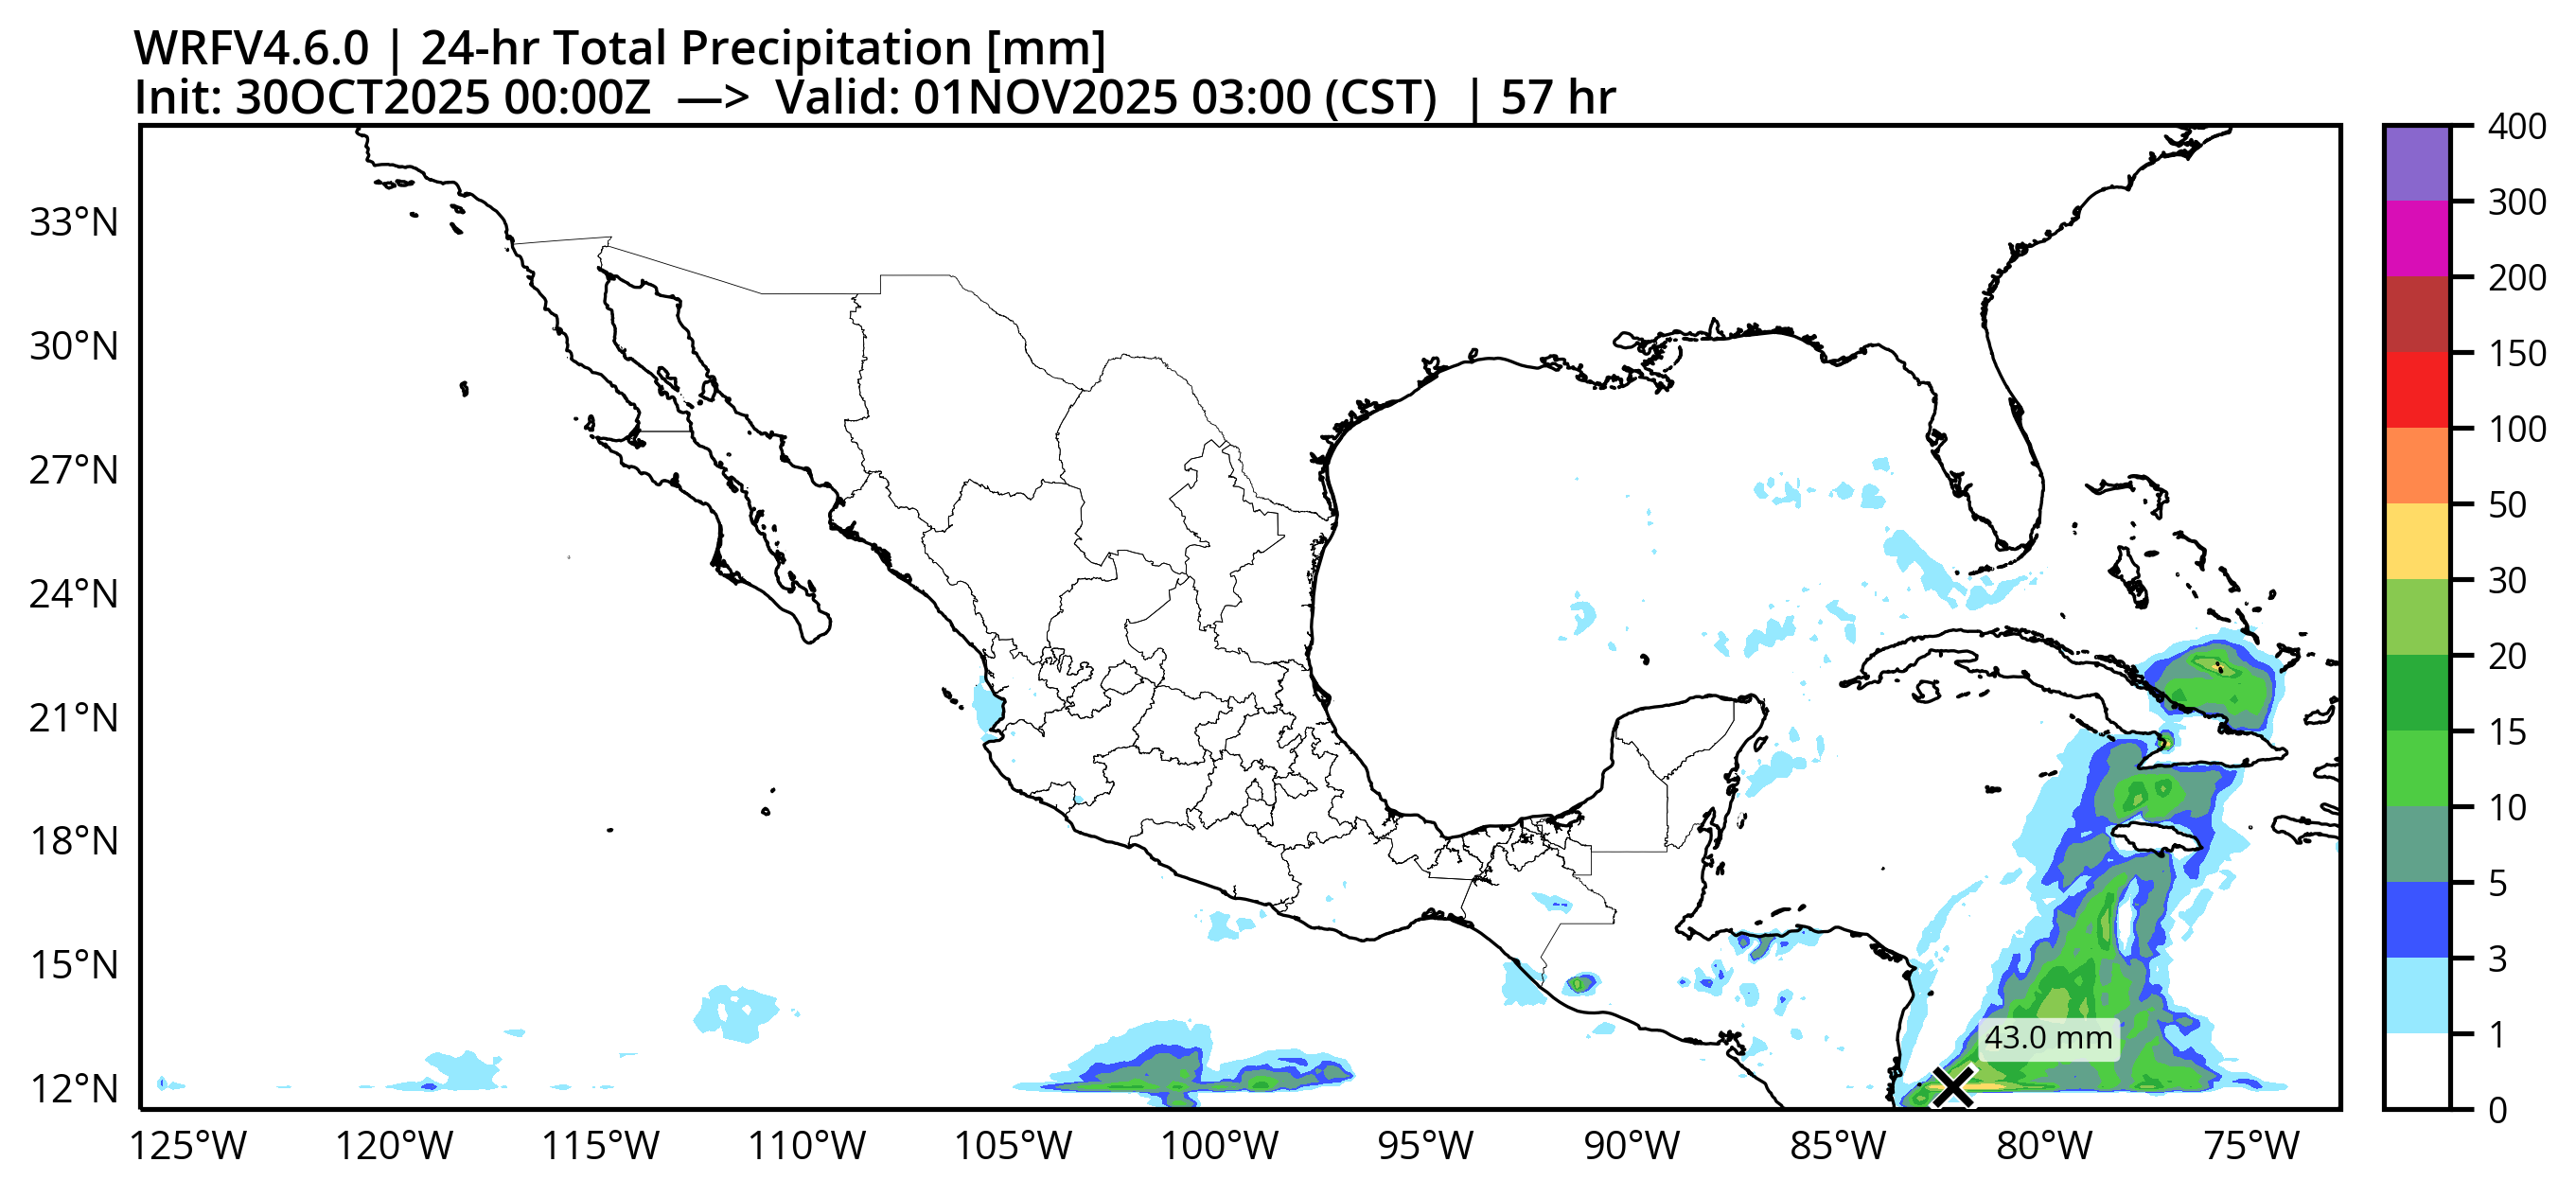 WRFV4.6.0 | 24-hr Total Precipitation [mm]
Init: 30OCT2025 00:00Z —> Valid: 01NOV2025 03:00 (CST) | 57 hr
33°N
30°N
27°N
24°N
21°N
18°N
15°N
12°N
43.0 mm
125°W 120°W 115°W 110°W 105°W 100°W 95°W 90°W 85°W 80°W 75°W
400
300
200
150
100
50
30
20
15
10
5
3
1
0